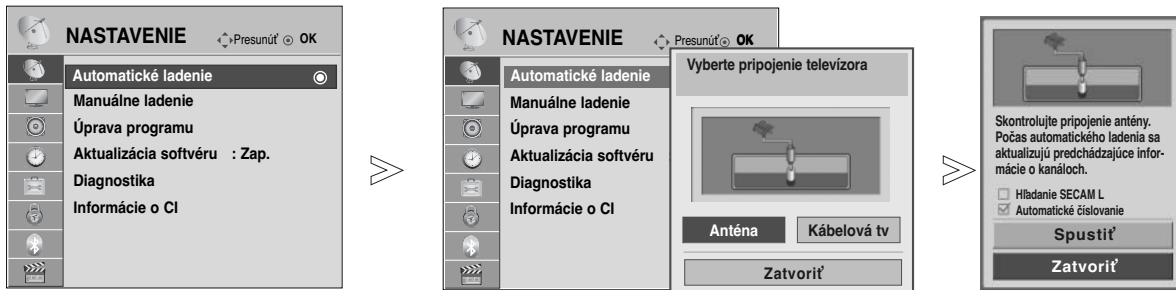 NASTAVENIE Presunúť OK
Automatické ladenie
Manuálne ladenie
Úprava programu
Aktualizácia softvéru : Zap.
Diagnostika
Informácie o CI
NASTAVENIE Presunúť OK
Automatické ladenie
Manuálne ladenie
Úprava programu
Aktualizácia softvéru :
Diagnostika
Informácie o CI
Vyberte pripojenie televízora
Anténa Kábelová tv
Zatvoriť
Skontrolujte pripojenie antény.
Počas automatického ladenia sa
aktualizujú predchádzajúce infor-
mácie o kanáloch.
Hľadanie SECAM L
Automatické číslovanie
Spustiť
Zatvoriť